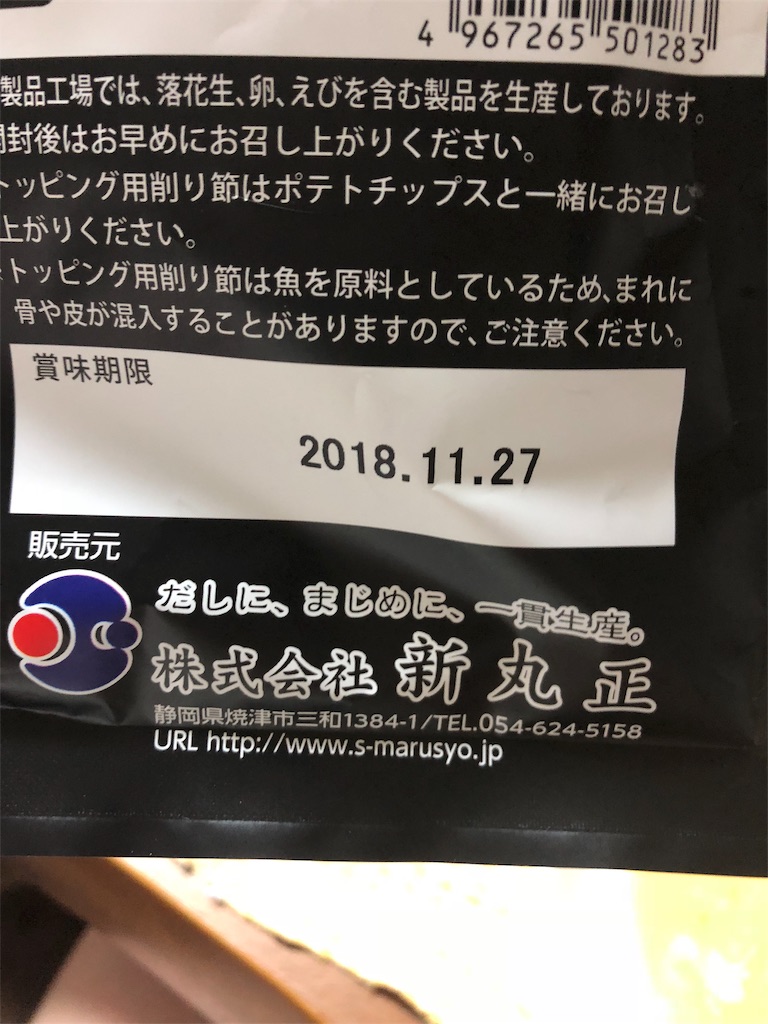 4 967265 501283
製品工場では、落花生、卵、えびを含む製品を生産しております。
開封後はお早めにお召し上がりください。
トッピング用削り節はポテトチップスと一緒にお召し
上がりください。
※トッピング用削り節は魚を原料としているため、まれに
骨や皮が混入することがありますので、ご注意ください。
賞味期限
2018.11.27
販売元
だしに、まじめに、一貫生産。
株式会社 新丸正
静岡県焼津市三和1384-1/TEL.054-624-5158
URL http://www.s-marusyo.jp